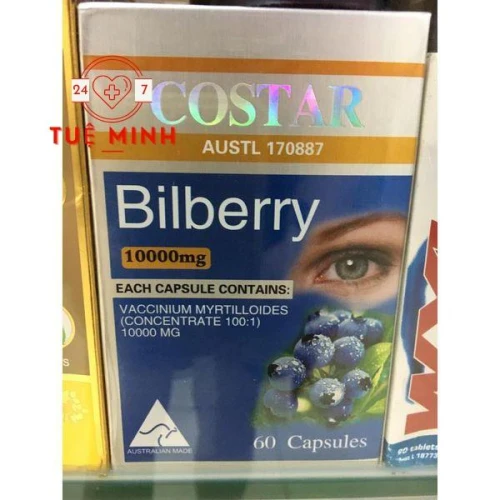 24 7
TUỆ MINH
COSTAR
AUSTL 170887
Bilberry
10000mg
EACH CAPSULE CONTAINS:
VACCINIUM MYRTILLOIDES
(CONCENTRATE 100:1)
10000 MG
AUSTRALIAN MADE
60 Capsules